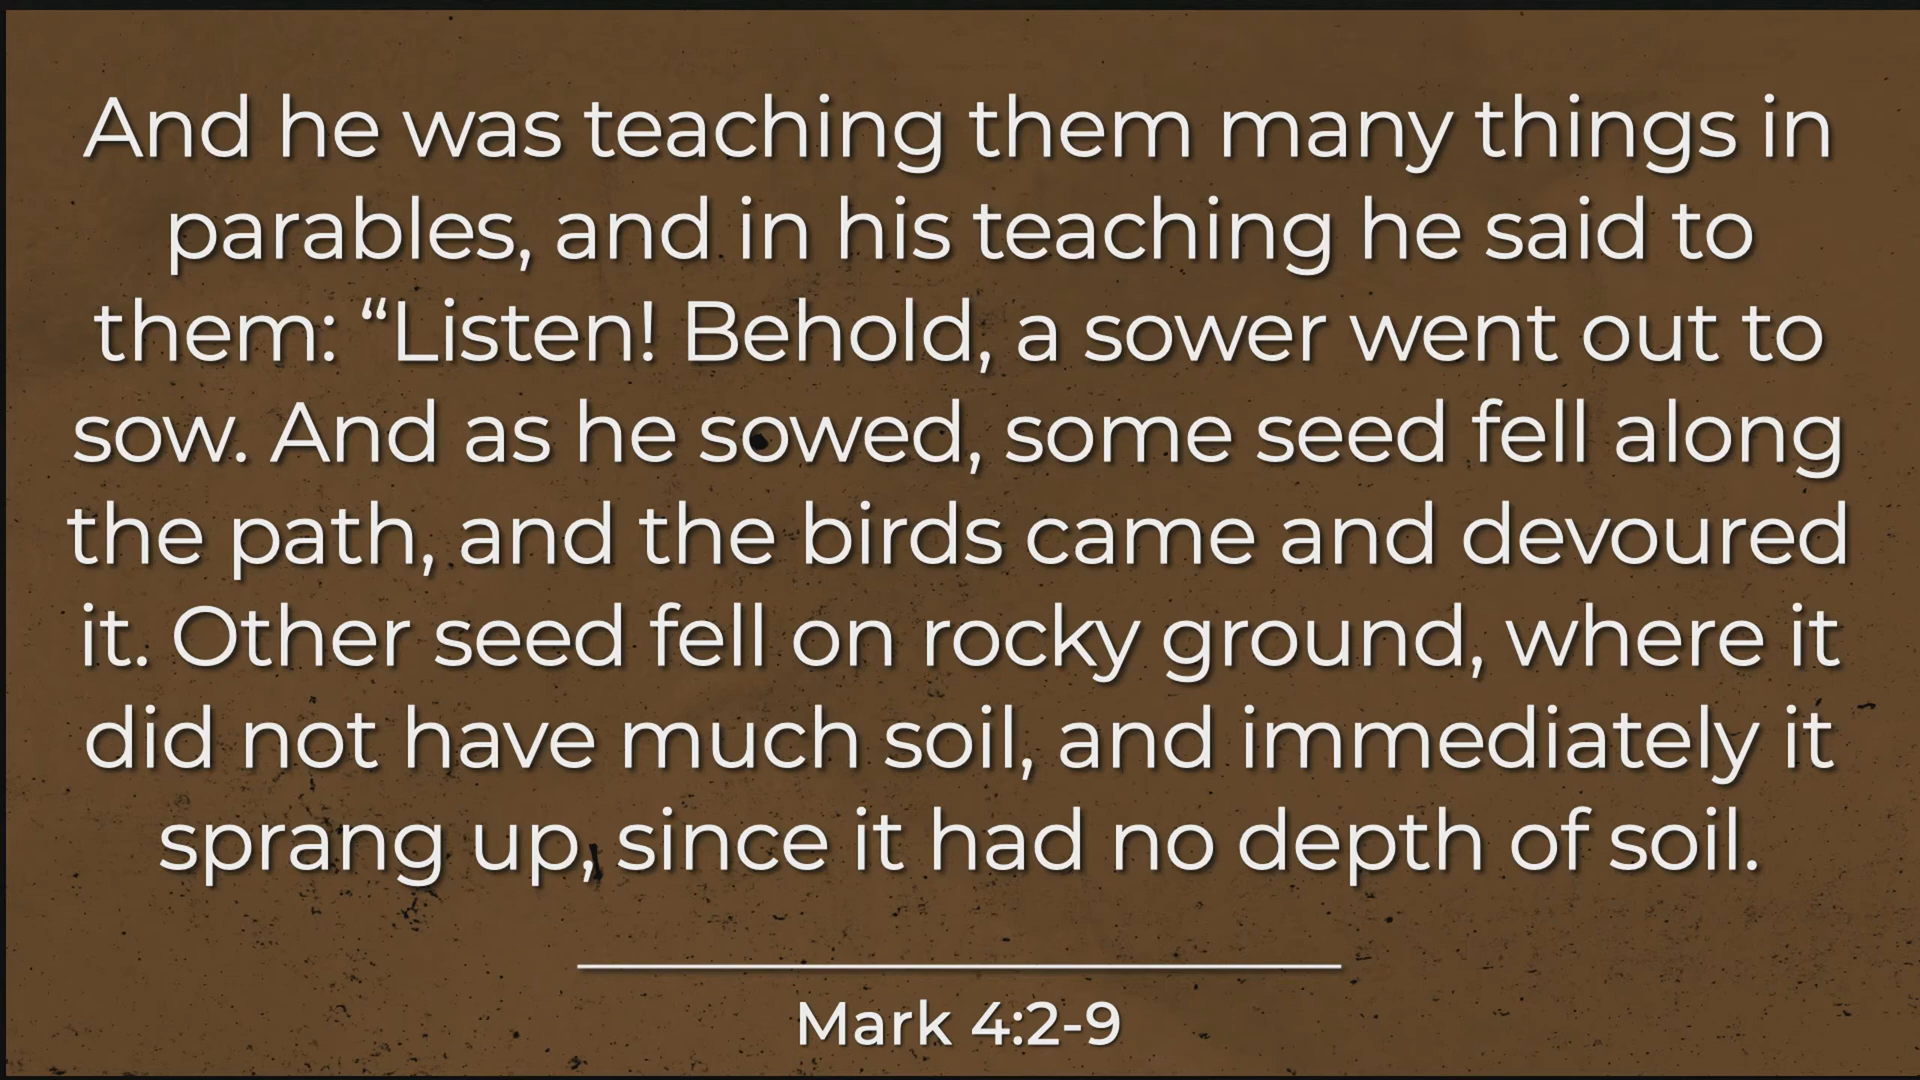 And he was teaching them many things in
parables, and in his teaching he said to
them: “Listen! Behold, a sower went out to
sow. And as he sowed, some seed fell along
the path, and the birds came and devoured
it. Other seed fell on rocky ground, where it
did not have much soil, and immediately it
sprang up, since it had no depth of soil.
Mark 4:2-9